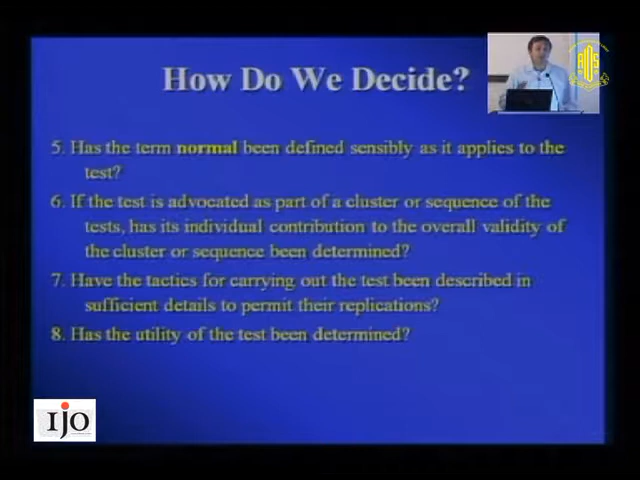 How Do We Decide?
5. Has the term normal been defined sensibly as it applies to the
test?
6. If the test is advocated as part of a cluster or sequence of the
tests, has its individual contribution to the overall validity of
the cluster or sequence been determined?
7. Have the tactics for carrying out the test been described in
sufficient details to permit their replications?
8. Has the utility of the test been determined?
IJO